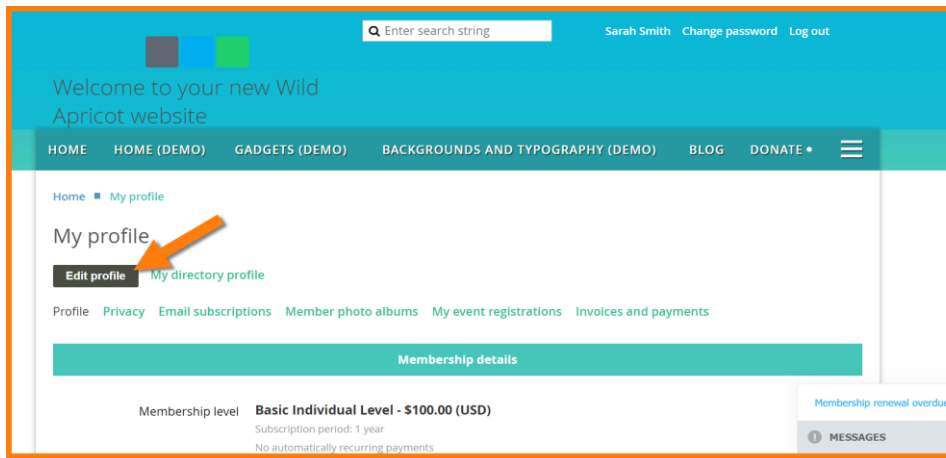 Enter search string
Sarah Smith Change password Log out
Welcome to your new Wild
Apricot website
HOME HOME (DEMO) GADGETS (DEMO) BACKGROUNDS AND TYPOGRAPHY (DEMO) BLOG DONATE
Home My profile
My profile
Edit profile My directory profile
Profile Privacy Email subscriptions Member photo albums My event registrations Invoices and payments
Membership details
Membership level Basic Individual Level - $100.00 (USD)
Subscription period: 1 year
No automatically recurring payments
Membership renewal overdue
MESSAGES